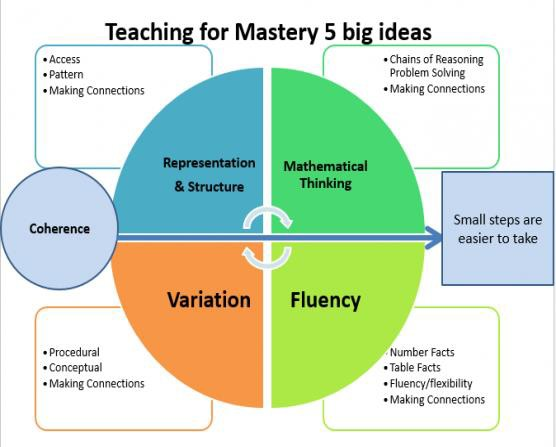 Teaching for Mastery 5 big ideas
• Access
• Pattern
• Making Connections
• Chains of Reasoning
Problem Solving
• Making Connections
Representation
& Structure
Mathematical
Thinking
Coherence
Small steps are
easier to take
Variation
Fluency
• Procedural
• Conceptual
• Making Connections
• Number Facts
• Table Facts
• Fluency/flexibility
• Making Connections